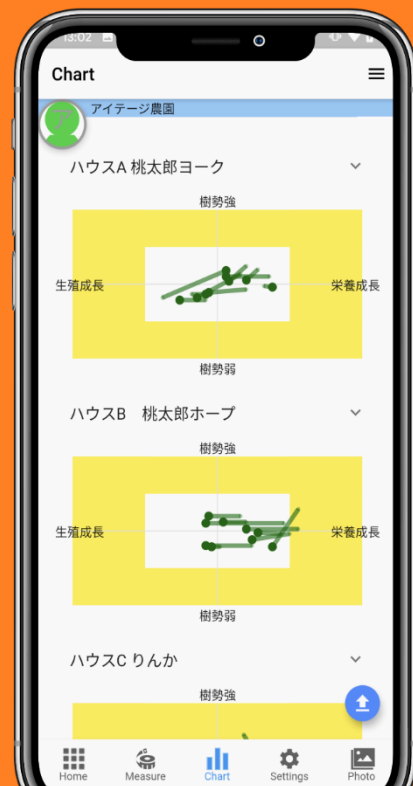 13:02
Chart
アイテージ農園
ハウスA 桃太郎ヨーク
樹勢強
生殖成長 栄養成長
樹勢弱
ハウスB　桃太郎ホープ
樹勢強
生殖成長 栄養成長
樹勢弱
ハウスC りんか
樹勢強
Home Measure Chart Settings Photo